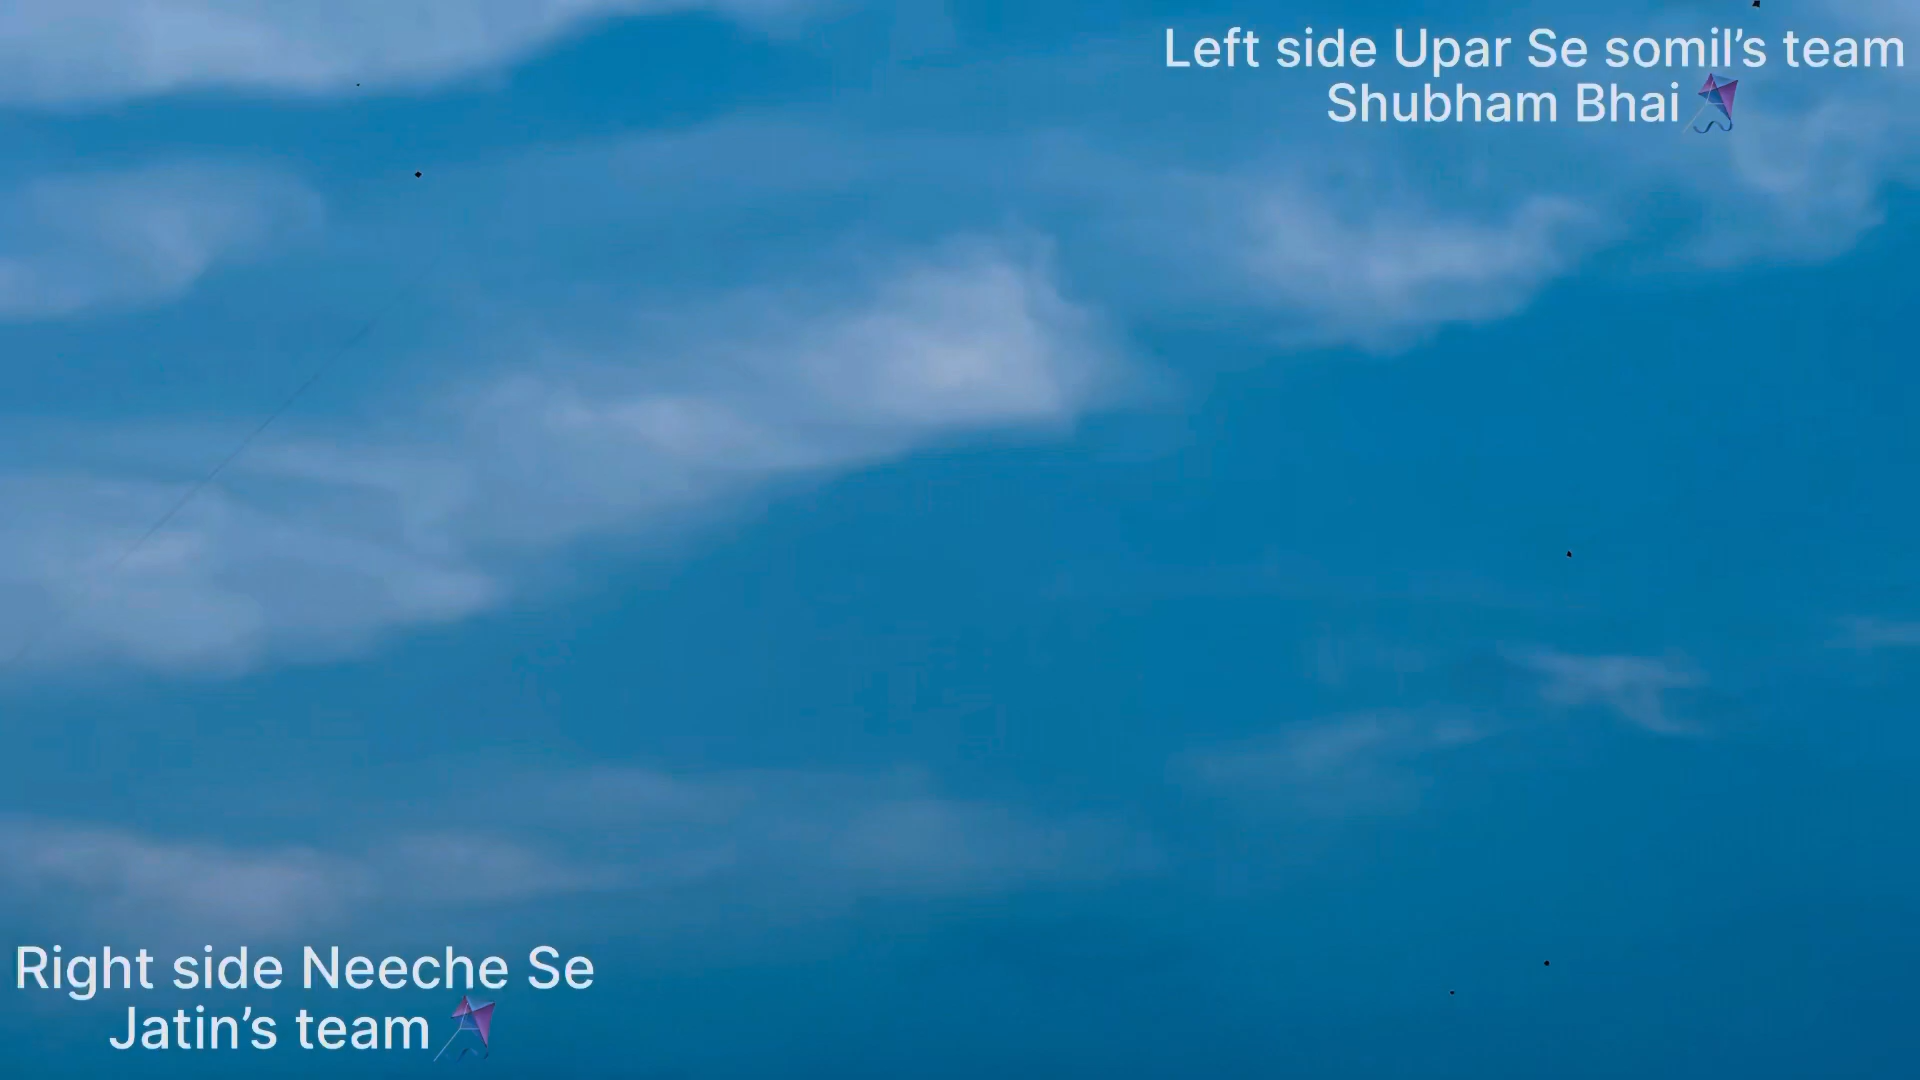 Left side Upar Se somil’s team
Shubham Bhai 🪁
Right side Neeche Se
Jatin’s team 🪁